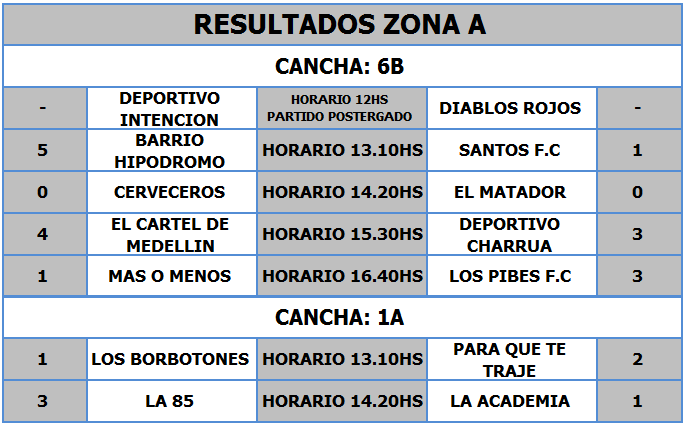 RESULTADOS ZONA A
CANCHA: 6B
- DEPORTIVO INTENCION HORARIO 12HS PARTIDO POSTERGADO DIABLOS ROJOS -
5 BARRIO HIPODROMO HORARIO 13.10HS SANTOS F.C 1
0 CERVECEROS HORARIO 14.20HS EL MATADOR 0
4 EL CARTEL DE MEDELLIN HORARIO 15.30HS DEPORTIVO CHARRUA 3
1 MAS O MENOS HORARIO 16.40HS LOS PIBES F.C 3
CANCHA: 1A
1 LOS BORBOTONES HORARIO 13.10HS PARA QUE TE TRAJE 2
3 LA 85 HORARIO 14.20HS LA ACADEMIA 1